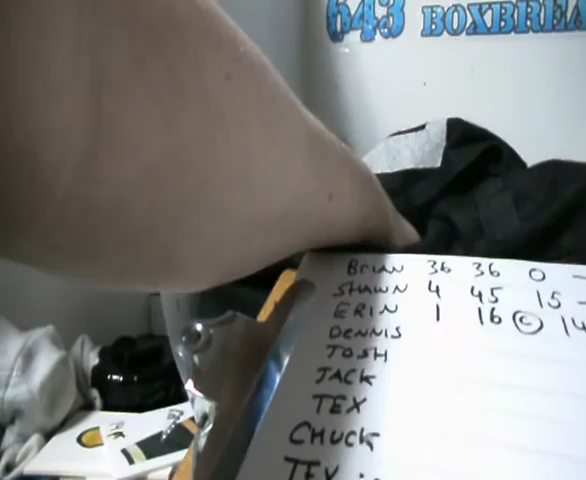 643 BOXBREA
BRIAN 36 36 0 -
SHAWN 4 45 15 -
ERIN 1 16 © 14
DENNIS
TOSH
JACK
TEX
CHUCK
TEX